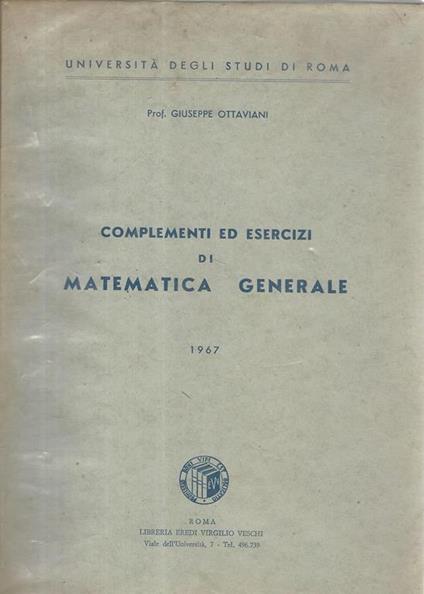 UNIVERSITÀ DEGLI STUDI DI ROMA
Prof. GIUSEPPE OTTAVIANI
COMPLEMENTI ED ESERCIZI
DI
MATEMATICA GENERALE
1967
ROMA
LIBRERIA EREDI VIRGILIO VESCHI
Viale dell'Università, 7 - Tel. 496.739